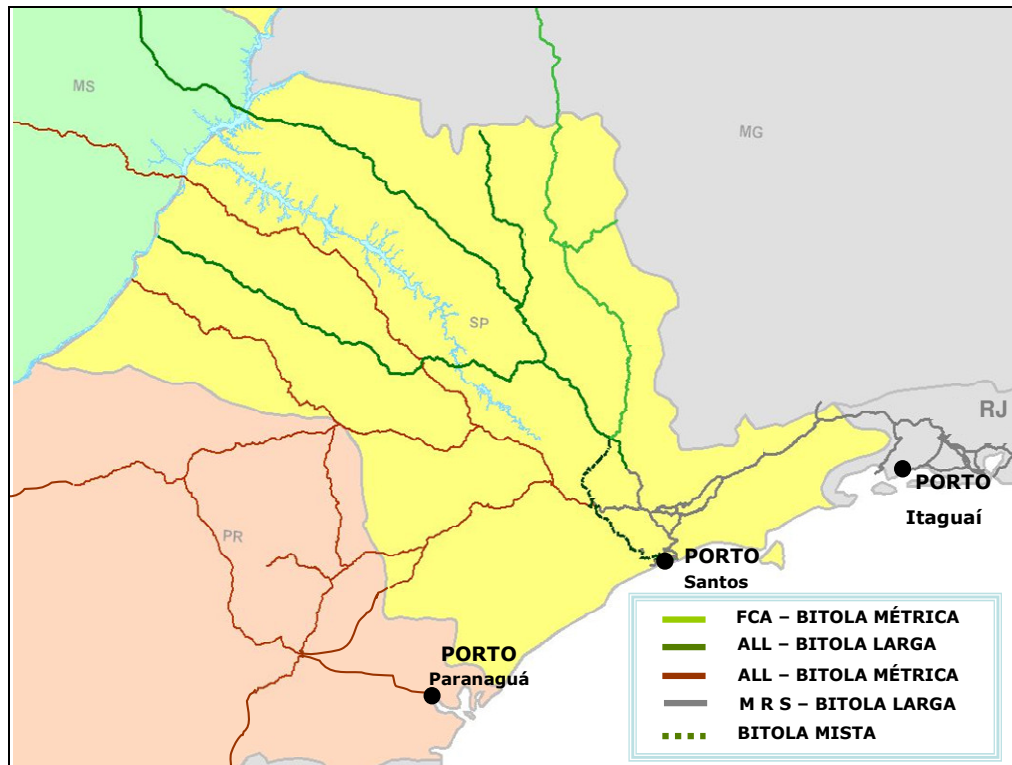 MS
MG
SP
RJ
PORTO
Itaguaí
PR
PORTO
Santos
PORTO
Paranaguá
FCA – BITOLA MÉTRICA
ALL – BITOLA LARGA
ALL – BITOLA MÉTRICA
M R S – BITOLA LARGA
BITOLA MISTA